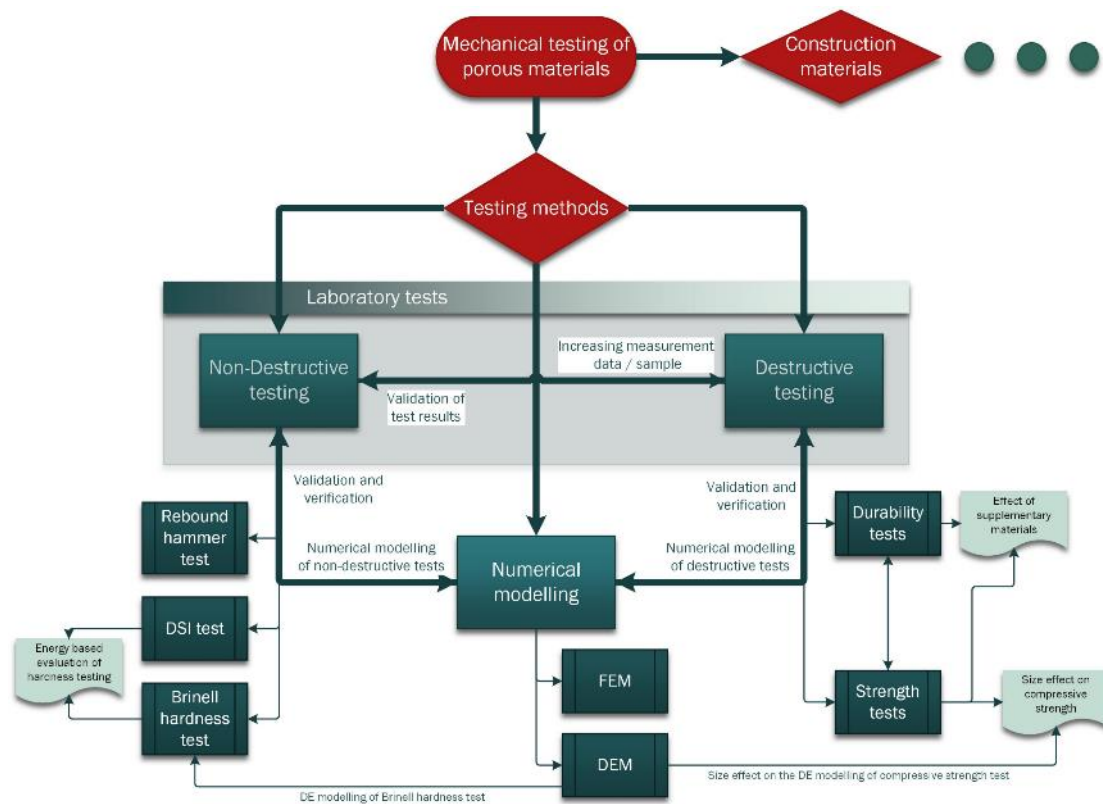 Mechanical testing of
porous materials
Construction
materials
Testing methods
Laboratory tests
Non-Destructive
testing
Increasing measurement
data / sample
Validation of
test results
Destructive
testing
Validation and
verification
Validation and
verification
Rebound
hammer test
Numerical modelling
of non-destructive tests
Numerical
modelling
Numerical modelling
of destructive tests
Durability
tests
Effect of
supplementary
materials
DSI test
Energy based
evaluation of
harcness testing
Brinell
hardness
test
FEM
DEM
Strength
tests
Size effect on
compressive
strength
Size effect on the DE modelling of compressive strength test
DE modelling of Brinell hardness test